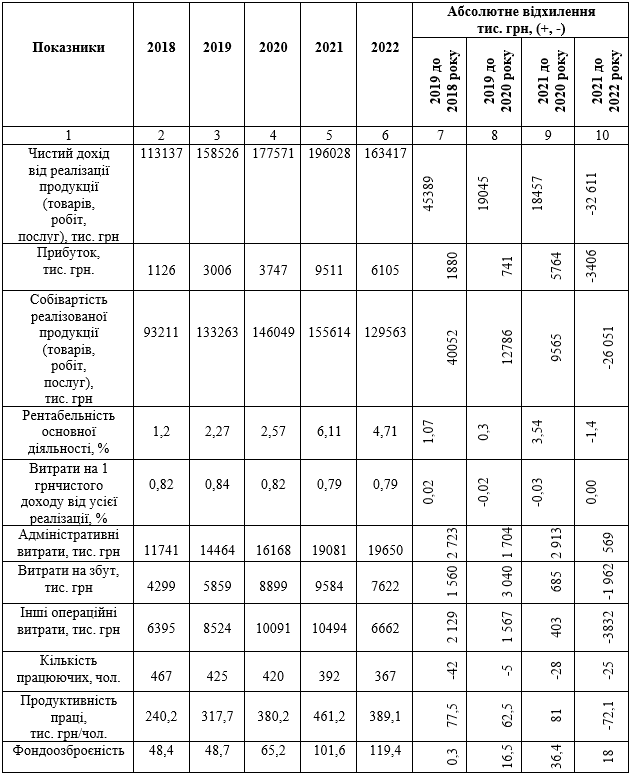 Показники 2018 2019 2020 2021 2022 Абсолютне відхилення
тис. грн, (+, -)
2019 до
2018 року
2019 до
2020 року
2021 до
2020 року
2021 до
2022 року
1 2 3 4 5 6 7 8 9 10
Чистий дохід 113137 158526 177571 196028 163417 45389 19045 18457 -32 611
від реалізації
продукції
(товарів,
робіт,
послуг), тис. грн
Прибуток,
тис. грн. 1126 3006 3747 9511 6105 1880 741 5764 -3406
Собівартість
реалізованої
продукції 93211 133263 146049 155614 129563 40052 12786 9565 -26 051
(товарів,
робіт,
послуг),
тис. грн
Рентабельність
основної 1,2 2,27 2,57 6,11 4,71 1,07 0,3 3,54 -1,4
діяльності, %
Витрати на 1
грнчистого 0,82 0,84 0,82 0,79 0,79 0,02 -0,02 -0,03 0,00
доходу від усієї
реалізації, %
Адміністративні
витрати, тис. грн 11741 14464 16168 19081 19650 2 723 1 704 2 913 569
Витрати на збут,
тис. грн 4299 5859 8899 9584 7622 1 560 3 040 685 -1 962
Інші операційні
витрати, тис. грн 6395 8524 10091 10494 6662 2 129 1 567 403 -3832
Кількість
працюючих, чол. 467 425 420 392 367 -42 -5 -28 -25
Продуктивність
праці, 240,2 317,7 380,2 461,2 389,1 77,5 62,5 81 -72,1
тис. грн/чол.
Фондоозброєність 48,4 48,7 65,2 101,6 119,4 0,3 16,5 36,4 18